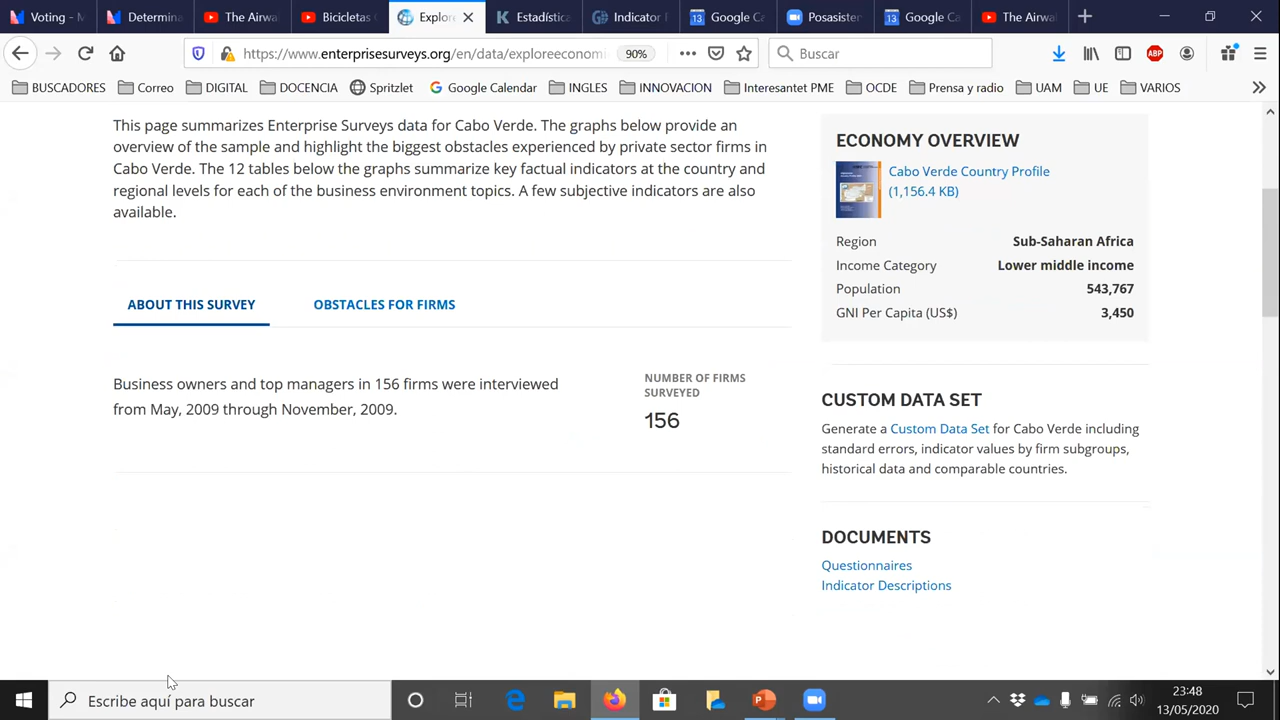 Voting - M
Determina
The Airwa
Bicicletas
Explore
Estadística
Indicator
Google Ca
Posasisten
Google Ca
The Airwa
https://www.enterprisesurveys.org/en/data/exploreeconomi
90%
Buscar
ABP
BUSCADORES
Correo
DIGITAL
DOCENCIA
Spritzlet
Google Calendar
INGLES
INNOVACION
Interesantet PME
OCDE
Prensa y radio
UAM
UE
VARIOS
This page summarizes Enterprise Surveys data for Cabo Verde. The graphs below provide an
overview of the sample and highlight the biggest obstacles experienced by private sector firms in
Cabo Verde. The 12 tables below the graphs summarize key factual indicators at the country and
regional levels for each of the business environment topics. A few subjective indicators are also
available.
ABOUT THIS SURVEY
OBSTACLES FOR FIRMS
Business owners and top managers in 156 firms were interviewed
from May, 2009 through November, 2009.
NUMBER OF FIRMS
SURVEYED
156
ECONOMY OVERVIEW
Cabo Verde Country Profile
(1,156.4 KB)
Region Sub-Saharan Africa
Income Category Lower middle income
Population 543,767
GNI Per Capita (US$) 3,450
CUSTOM DATA SET
Generate a Custom Data Set for Cabo Verde including
standard errors, indicator values by firm subgroups,
historical data and comparable countries.
DOCUMENTS
Questionnaires
Indicator Descriptions
Escribe aquí para buscar
23:48
13/05/2020